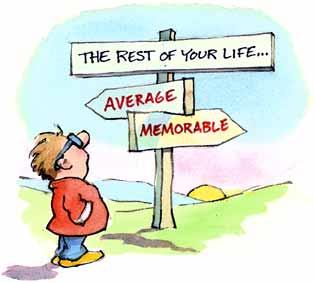 THE REST OF YOUR LIFE...
AVERAGE
MEMORABLE